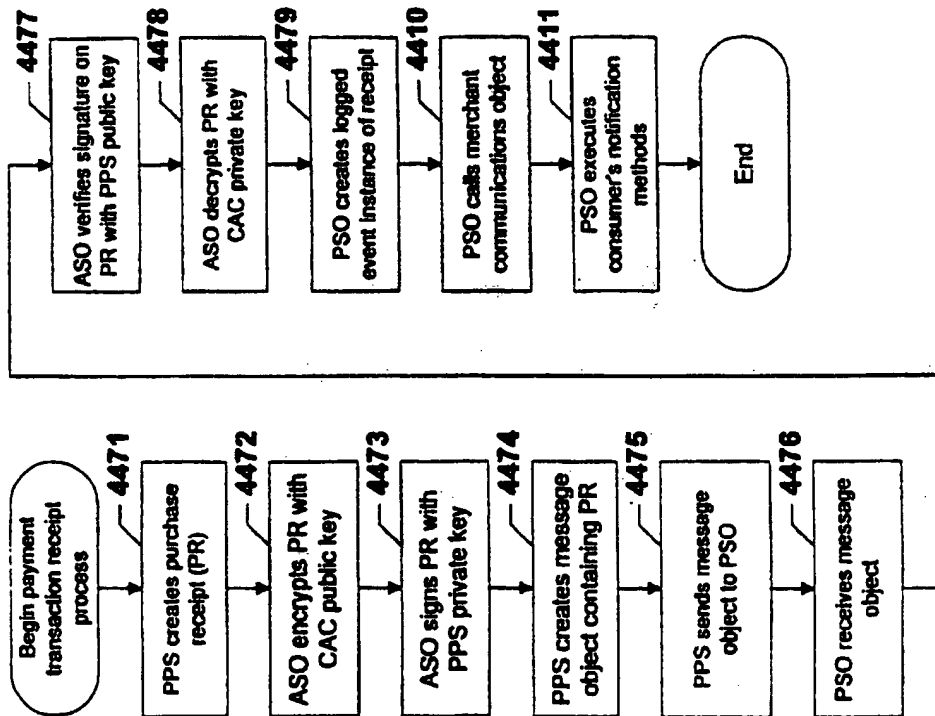 Begin payment
transaction receipt
process
4471
PPS creates purchase
receipt (PR)
4472
ASO encrypts PR with
CAC public key
4473
ASO signs PR with
PPS private key
4474
PPS creates message
object containing PR
4475
PPS sends message
object to PSO
4476
PSO receives message
object
4477
ASO verifies signature on
PR with PPS public key
4478
ASO decrypts PR with
CAC private key
4479
PSO creates logged
event instance of receipt
4410
PSO calls merchant
communications object
4411
PSO executes
consumer's notification
methods
End